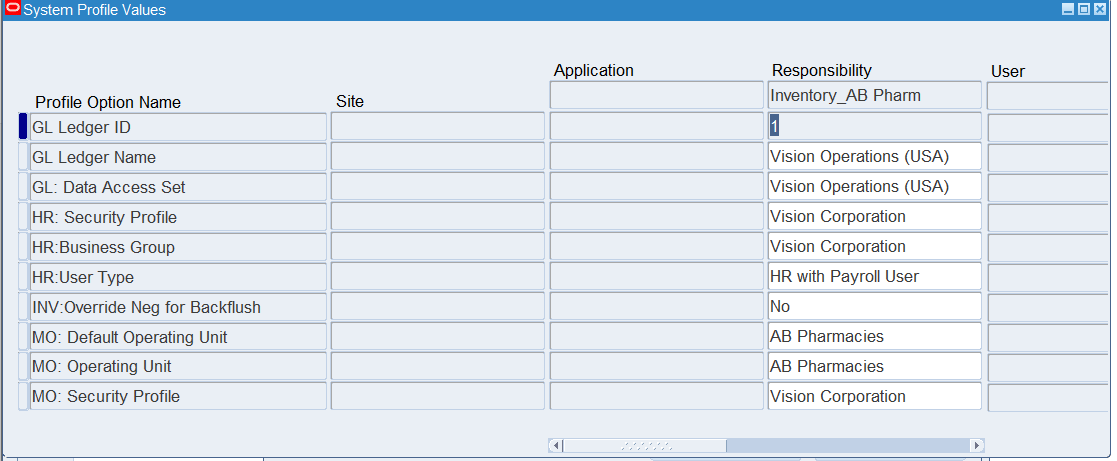 System Profile Values
Application Responsibility User
Profile Option Name Site Inventory_AB Pharm
GL Ledger ID 1
GL Ledger Name Vision Operations (USA)
GL: Data Access Set Vision Operations (USA)
HR: Security Profile Vision Corporation
HR:Business Group Vision Corporation
HR:User Type HR with Payroll User
INV:Override Neg for Backflush No
MO: Default Operating Unit AB Pharmacies
MO: Operating Unit AB Pharmacies
MO: Security Profile Vision Corporation